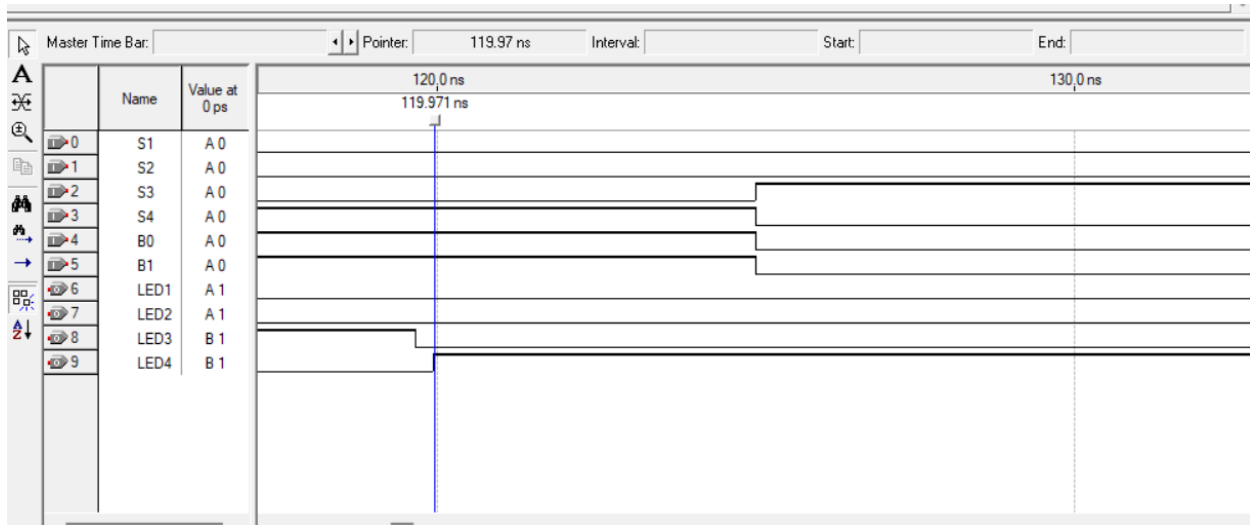 Master Time Bar: Pointer: 119.97 ns Interval: Start: End:
A
Name Value at 0 ps 120.0 ns 130.0 ns
119.971 ns
0 S1 A 0
1 S2 A 0
2 S3 A 0
3 S4 A 0
4 B0 A 0
5 B1 A 0
6 LED1 A 1
7 LED2 A 1
8 LED3 B 1
9 LED4 B 1
A
Z